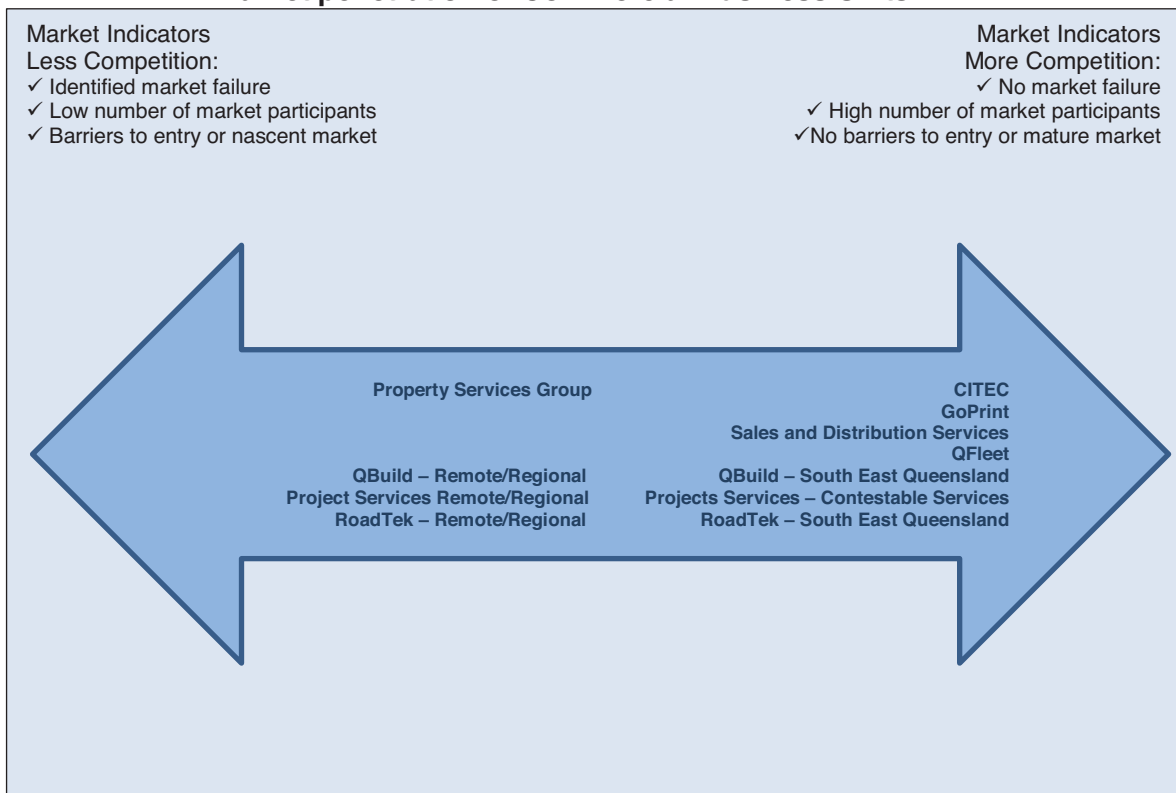 Market Indicators
Less Competition:
✓ Identified market failure
✓ Low number of market participants
✓ Barriers to entry or nascent market
Market Indicators
More Competition:
✓ No market failure
✓ High number of market participants
✓No barriers to entry or mature market
Property Services Group
QBuild – Remote/Regional
Project Services Remote/Regional
RoadTek – Remote/Regional
CITEC
GoPrint
Sales and Distribution Services
QFleet
QBuild – South East Queensland
Projects Services – Contestable Services
RoadTek – South East Queensland